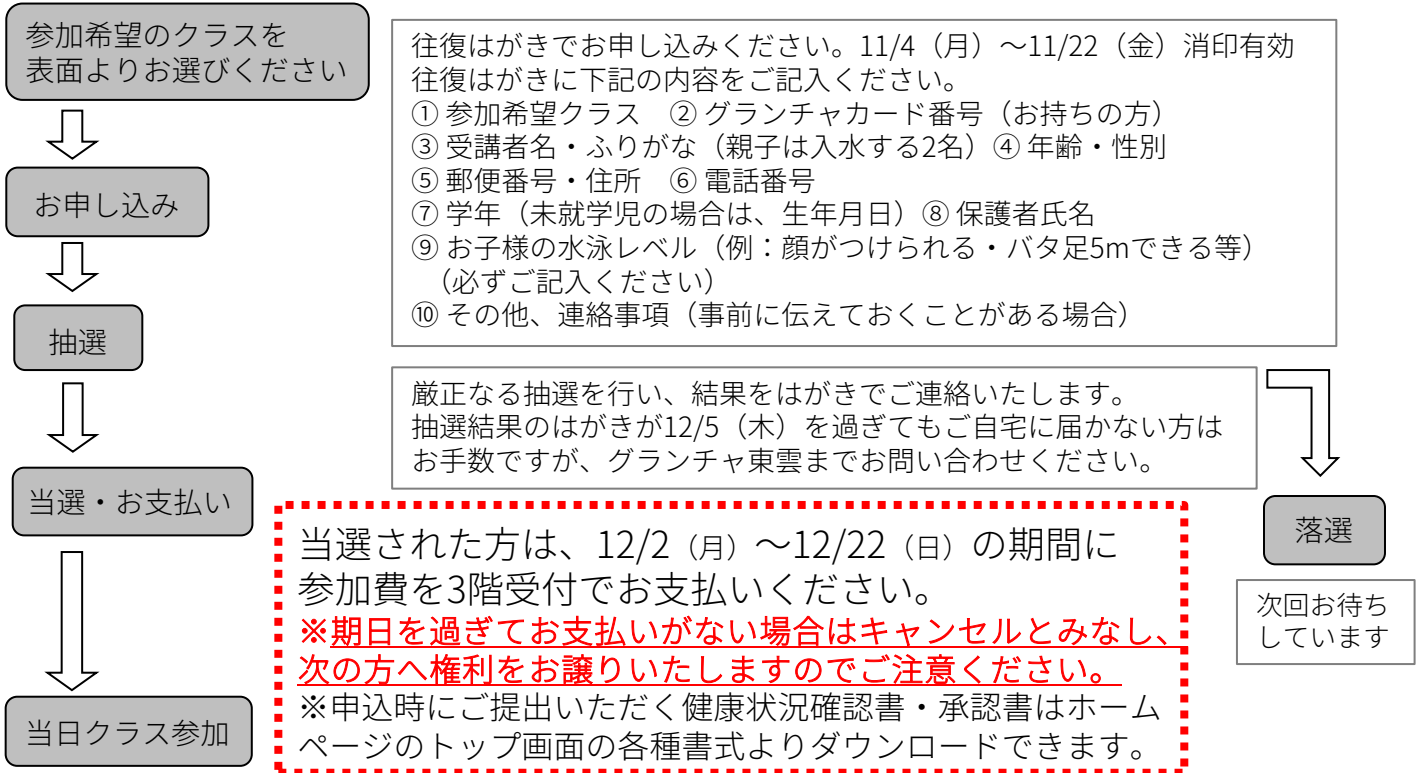 参加希望のクラスを
表面よりお選びください
お申し込み
抽選
当選・お支払い
当日クラス参加
往復はがきでお申し込みください。11/4（月）～11/22（金）消印有効
往復はがきに下記の内容をご記入ください。
① 参加希望クラス　② グランチャカード番号（お持ちの方）
③ 受講者名・ふりがな（親子は入水する2名）④ 年齢・性別
⑤ 郵便番号・住所　⑥ 電話番号
⑦ 学年（未就学児の場合は、生年月日）⑧ 保護者氏名
⑨ お子様の水泳レベル（例：顔がつけられる・バタ足5mできる等）
（必ずご記入ください）
⑩ その他、連絡事項（事前に伝えておくことがある場合）
厳正なる抽選を行い、結果をはがきでご連絡いたします。
抽選結果のはがきが12/5（木）を過ぎてもご自宅に届かない方は
お手数ですが、グランチャ東雲までお問い合わせください。
当選された方は、12/2（月）～12/22（日）の期間に
参加費を3階受付でお支払いください。
※期日を過ぎてお支払いがない場合はキャンセルとみなし、
次の方へ権利をお譲りいたしますのでご注意ください。
※申込時にご提出いただく健康状況確認書・承認書はホーム
ページのトップ画面の各種書式よりダウンロードできます。
落選
次回お待ち
しています